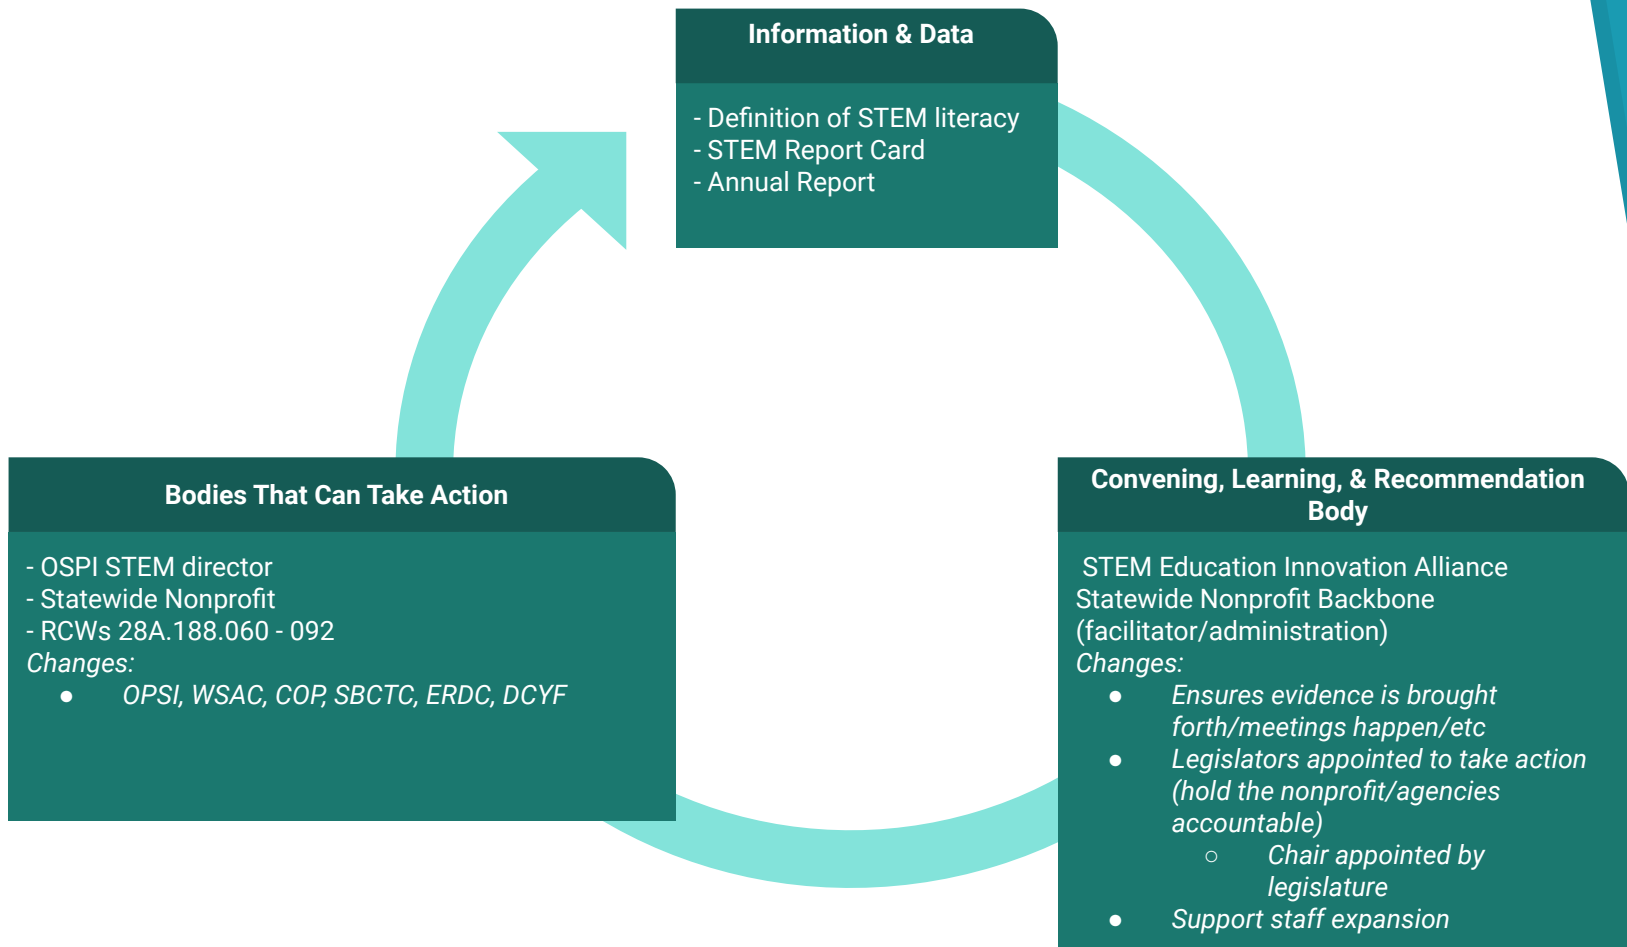 Information & Data
- Definition of STEM literacy
- STEM Report Card
- Annual Report
Bodies That Can Take Action
- OSPI STEM director
- Statewide Nonprofit
- RCWs 28A.188.060 - 092
Changes:
● OPSI, WSAC, COP, SBCTC, ERDC, DCYF
Convening, Learning, & Recommendation
Body
STEM Education Innovation Alliance
Statewide Nonprofit Backbone
(facilitator/administration)
Changes:
● Ensures evidence is brought
forth/meetings happen/etc
● Legislators appointed to take action
(hold the nonprofit/agencies
accountable)
○ Chair appointed by
legislature
● Support staff expansion